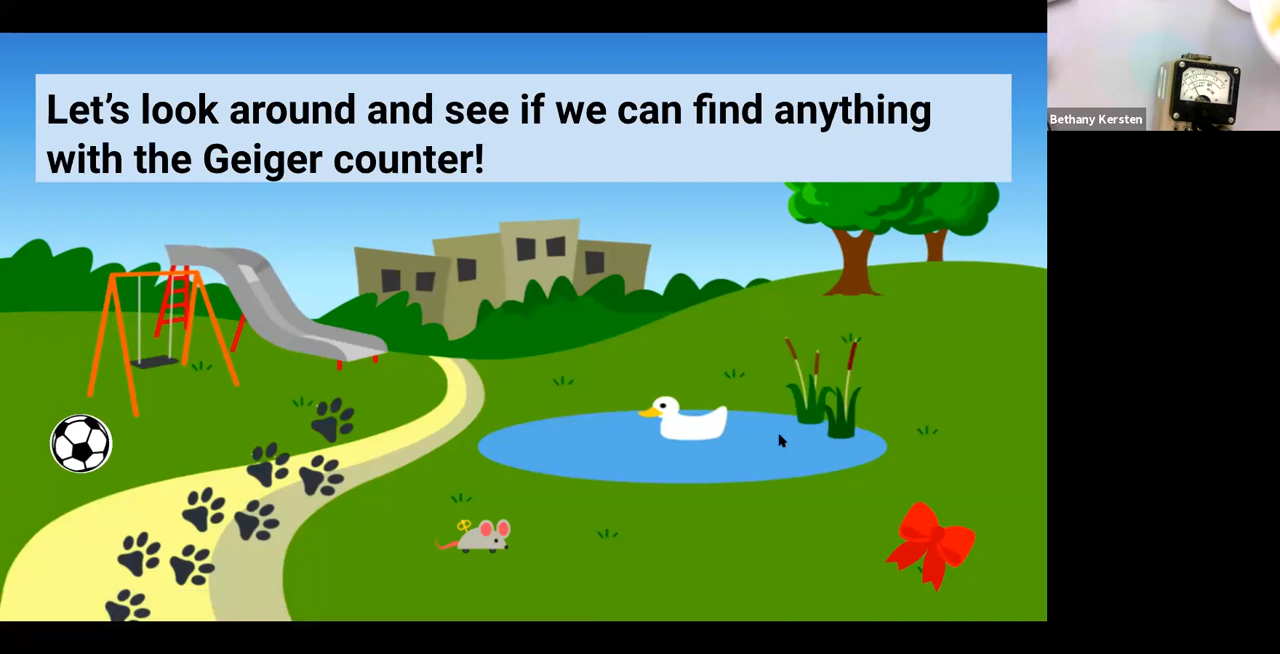 Let's look around and see if we can find anything
with the Geiger counter!
Bethany Kersten